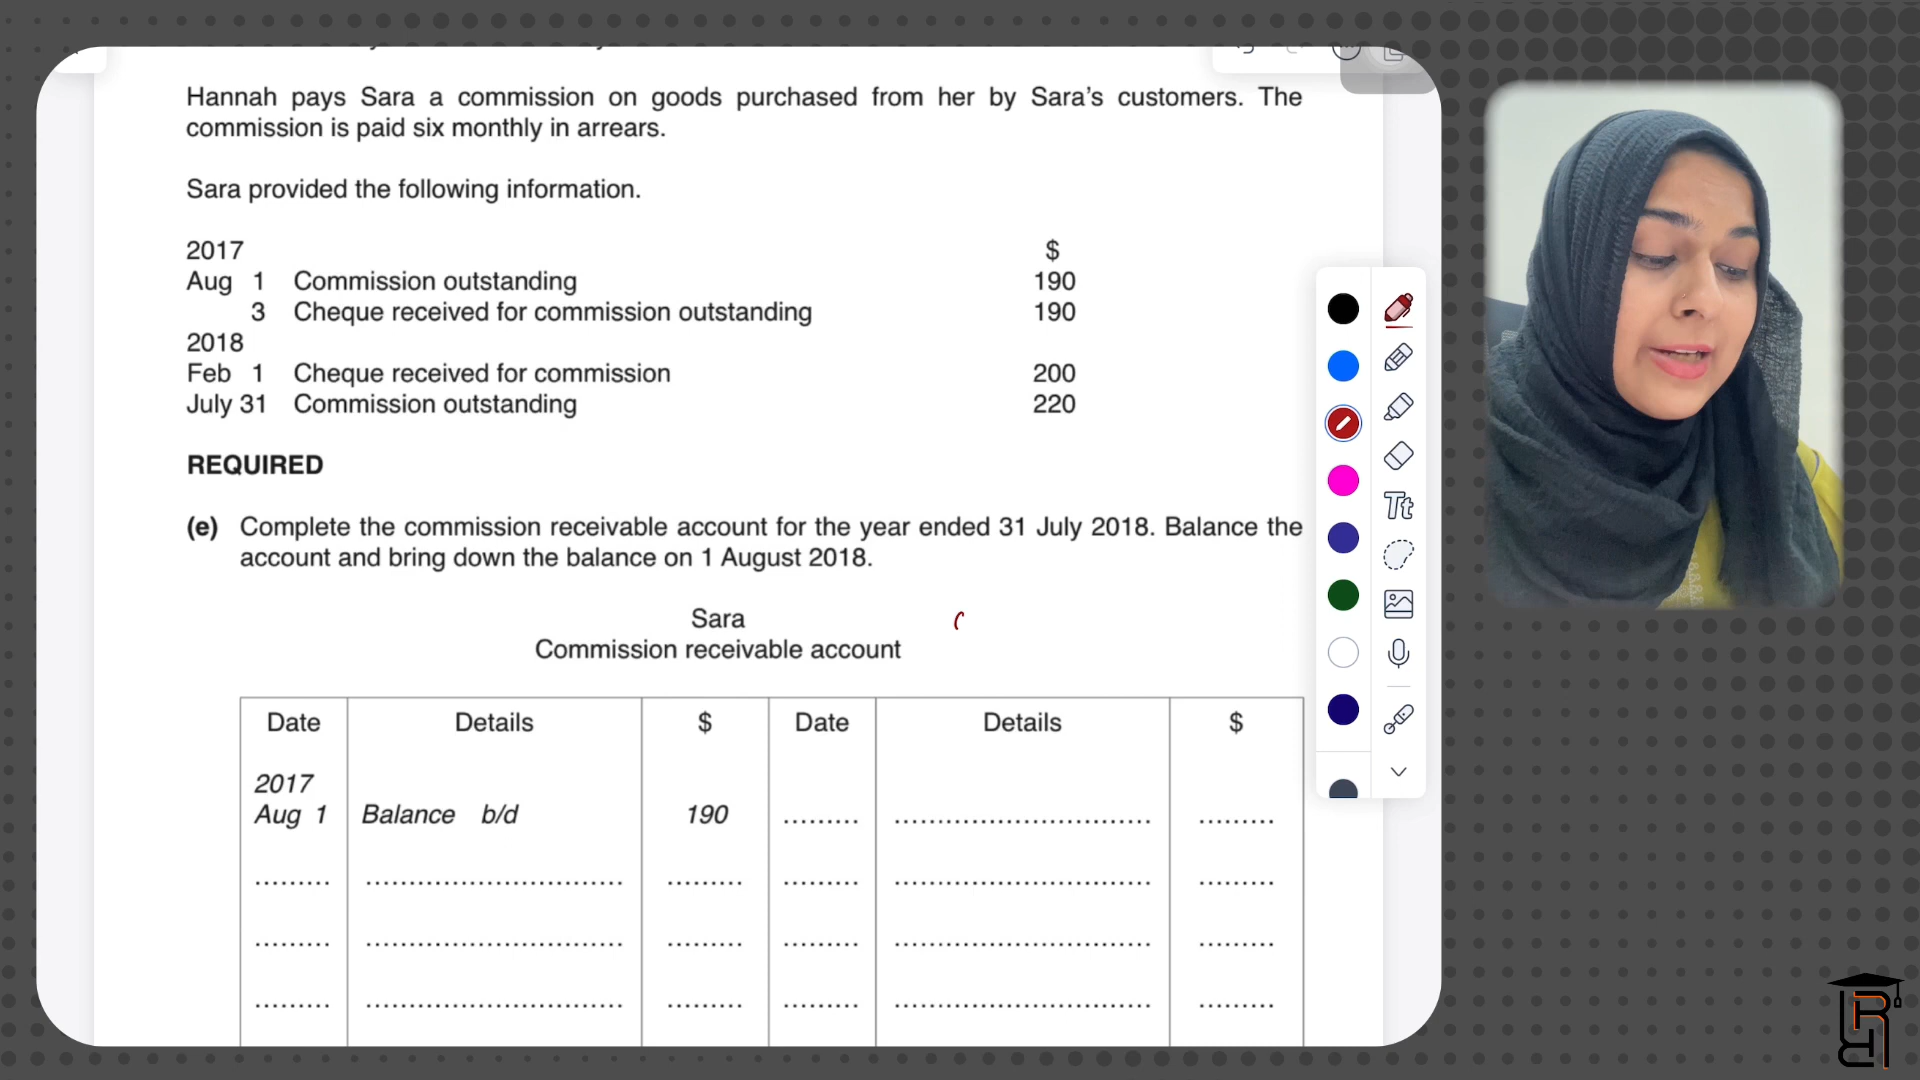 Hannah pays Sara a commission on goods purchased from her by Sara's customers. The
commission is paid six monthly in arrears.
Sara provided the following information.
2017 $
Aug 1 Commission outstanding 190
3 Cheque received for commission outstanding 190
2018
Feb 1 Cheque received for commission 200
July 31 Commission outstanding 220
REQUIRED
(e) Complete the commission receivable account for the year ended 31 July 2018. Balance the
account and bring down the balance on 1 August 2018.
Sara
Commission receivable account
Date Details $ Date Details $
2017
Aug 1 Balance b/d 190 ......... ............................. .........
......... ............................. ......... ......... ............................. .........
......... ............................. ......... ......... ............................. .........
......... ............................. ......... ......... ............................. .........
Tt